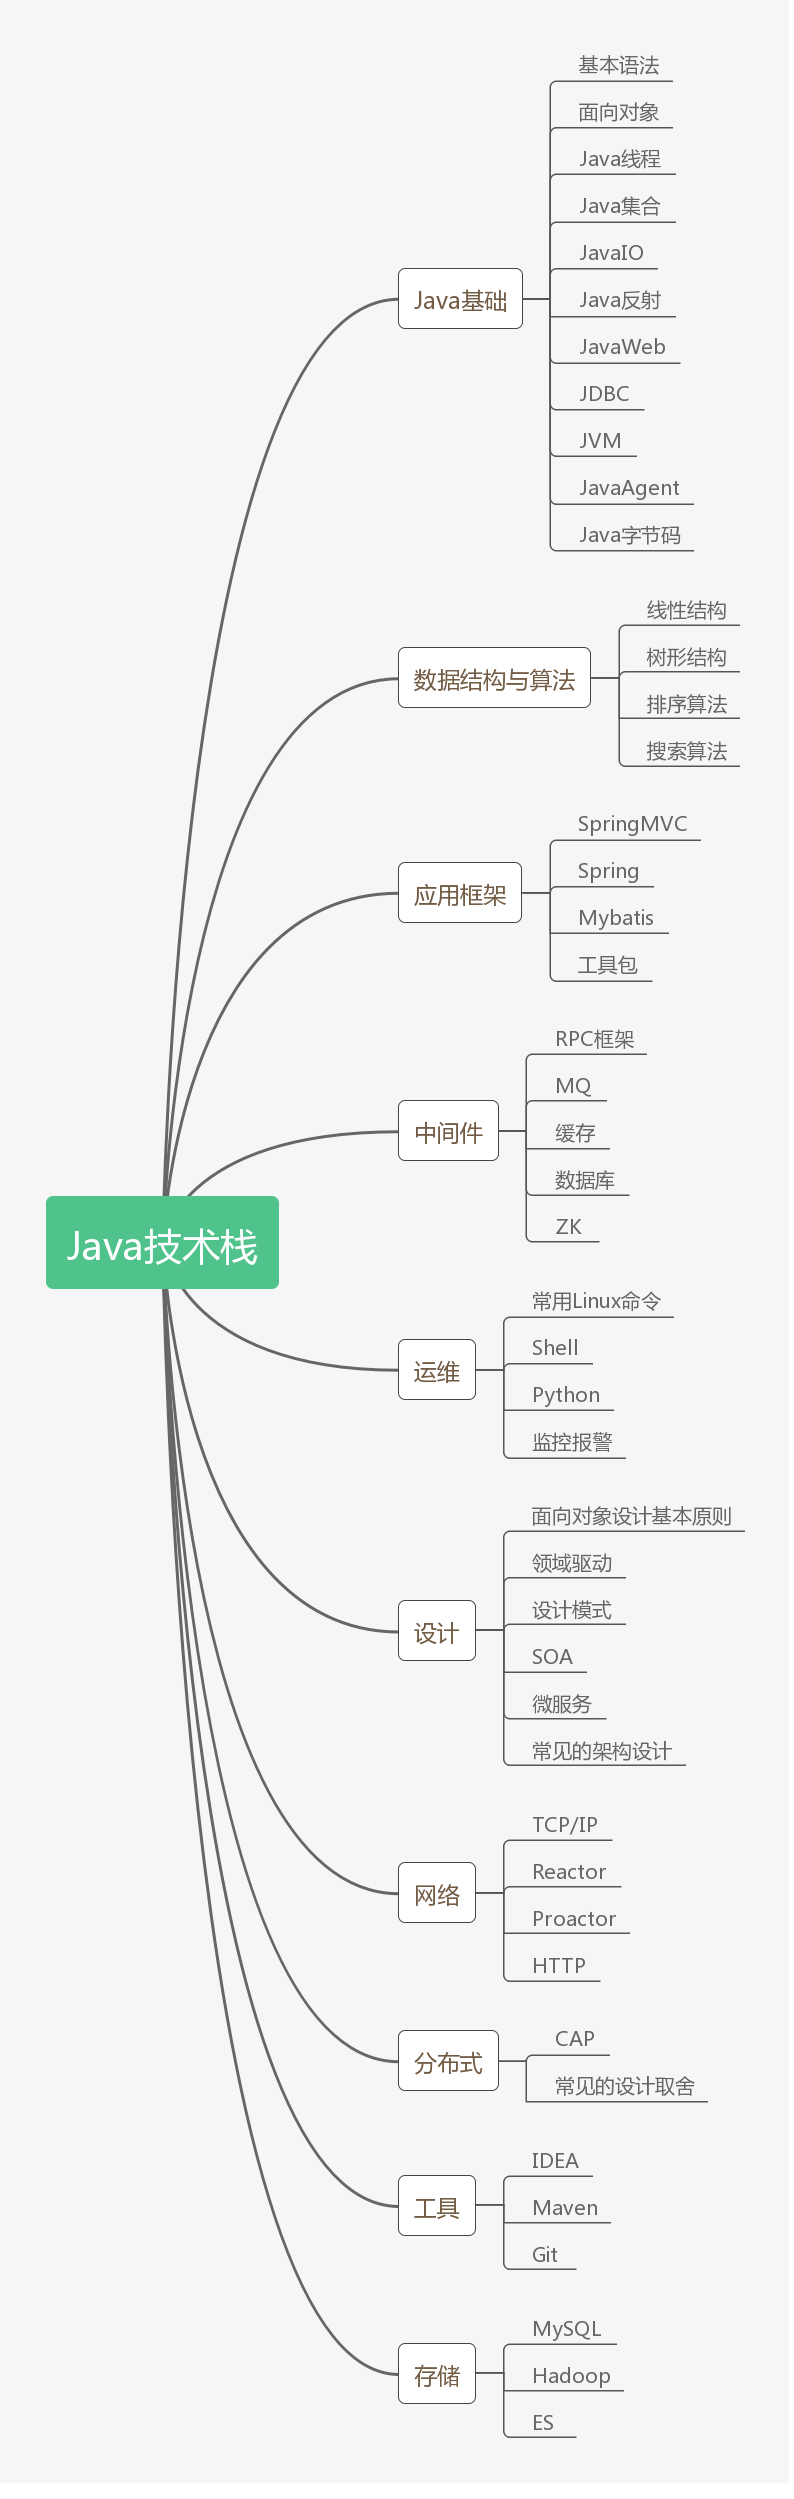 Java技术栈
Java基础
基本语法
面向对象
Java线程
Java集合
JavaIO
Java反射
JavaWeb
JDBC
JVM
JavaAgent
Java字节码
数据结构与算法
线性结构
树形结构
排序算法
搜索算法
应用框架
SpringMVC
Spring
Mybatis
工具包
中间件
RPC框架
MQ
缓存
数据库
ZK
运维
常用Linux命令
Shell
Python
监控报警
设计
面向对象设计基本原则
领域驱动
设计模式
SOA
微服务
常见的架构设计
网络
TCP/IP
Reactor
Proactor
HTTP
分布式
CAP
常见的设计取舍
工具
IDEA
Maven
Git
存储
MySQL
Hadoop
ES